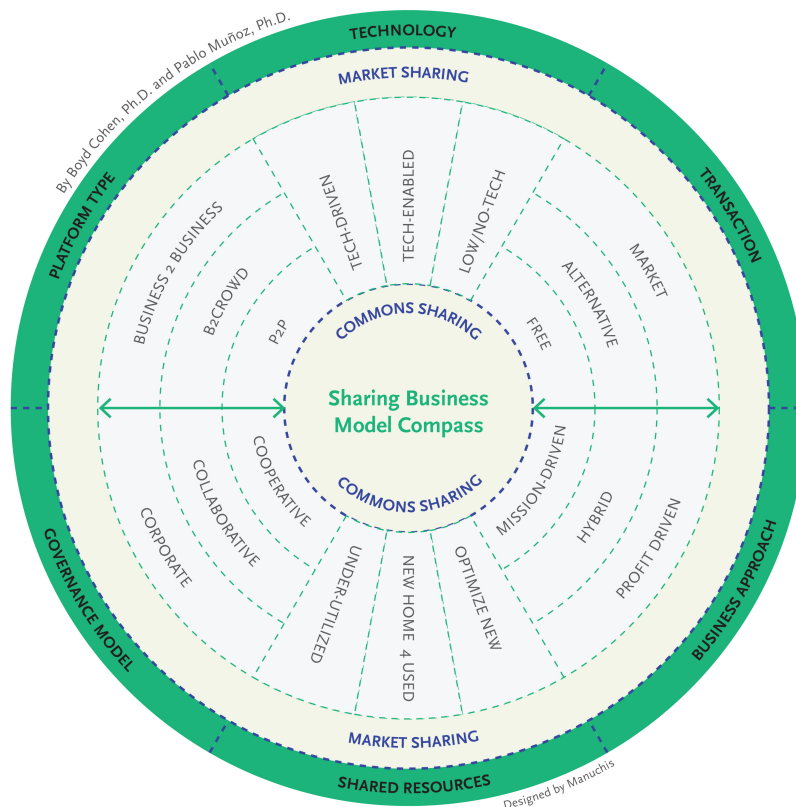 By Boyd Cohen, Ph.D. and Pablo Muñoz, Ph.D.
TECHNOLOGY
MARKET SHARING
PLATFORM TYPE
TRANSACTION
BUSINESS 2 BUSINESS
B2CROWD
P2P
TECH-DRIVEN
TECH-ENABLED
LOW/NO-TECH
FREE
ALTERNATIVE
MARKET
COMMONS SHARING
Sharing Business
Model Compass
COMMONS SHARING
GOVERNANCE MODEL
CORPORATE
COLLABORATIVE
COOPERATIVE
UNDER-UTILIZED
NEW HOME 4 USED
OPTIMIZE NEW
MISSION-DRIVEN
HYBRID
PROFIT DRIVEN
BUSINESS APPROACH
MARKET SHARING
SHARED RESOURCES
Designed by Manuchis